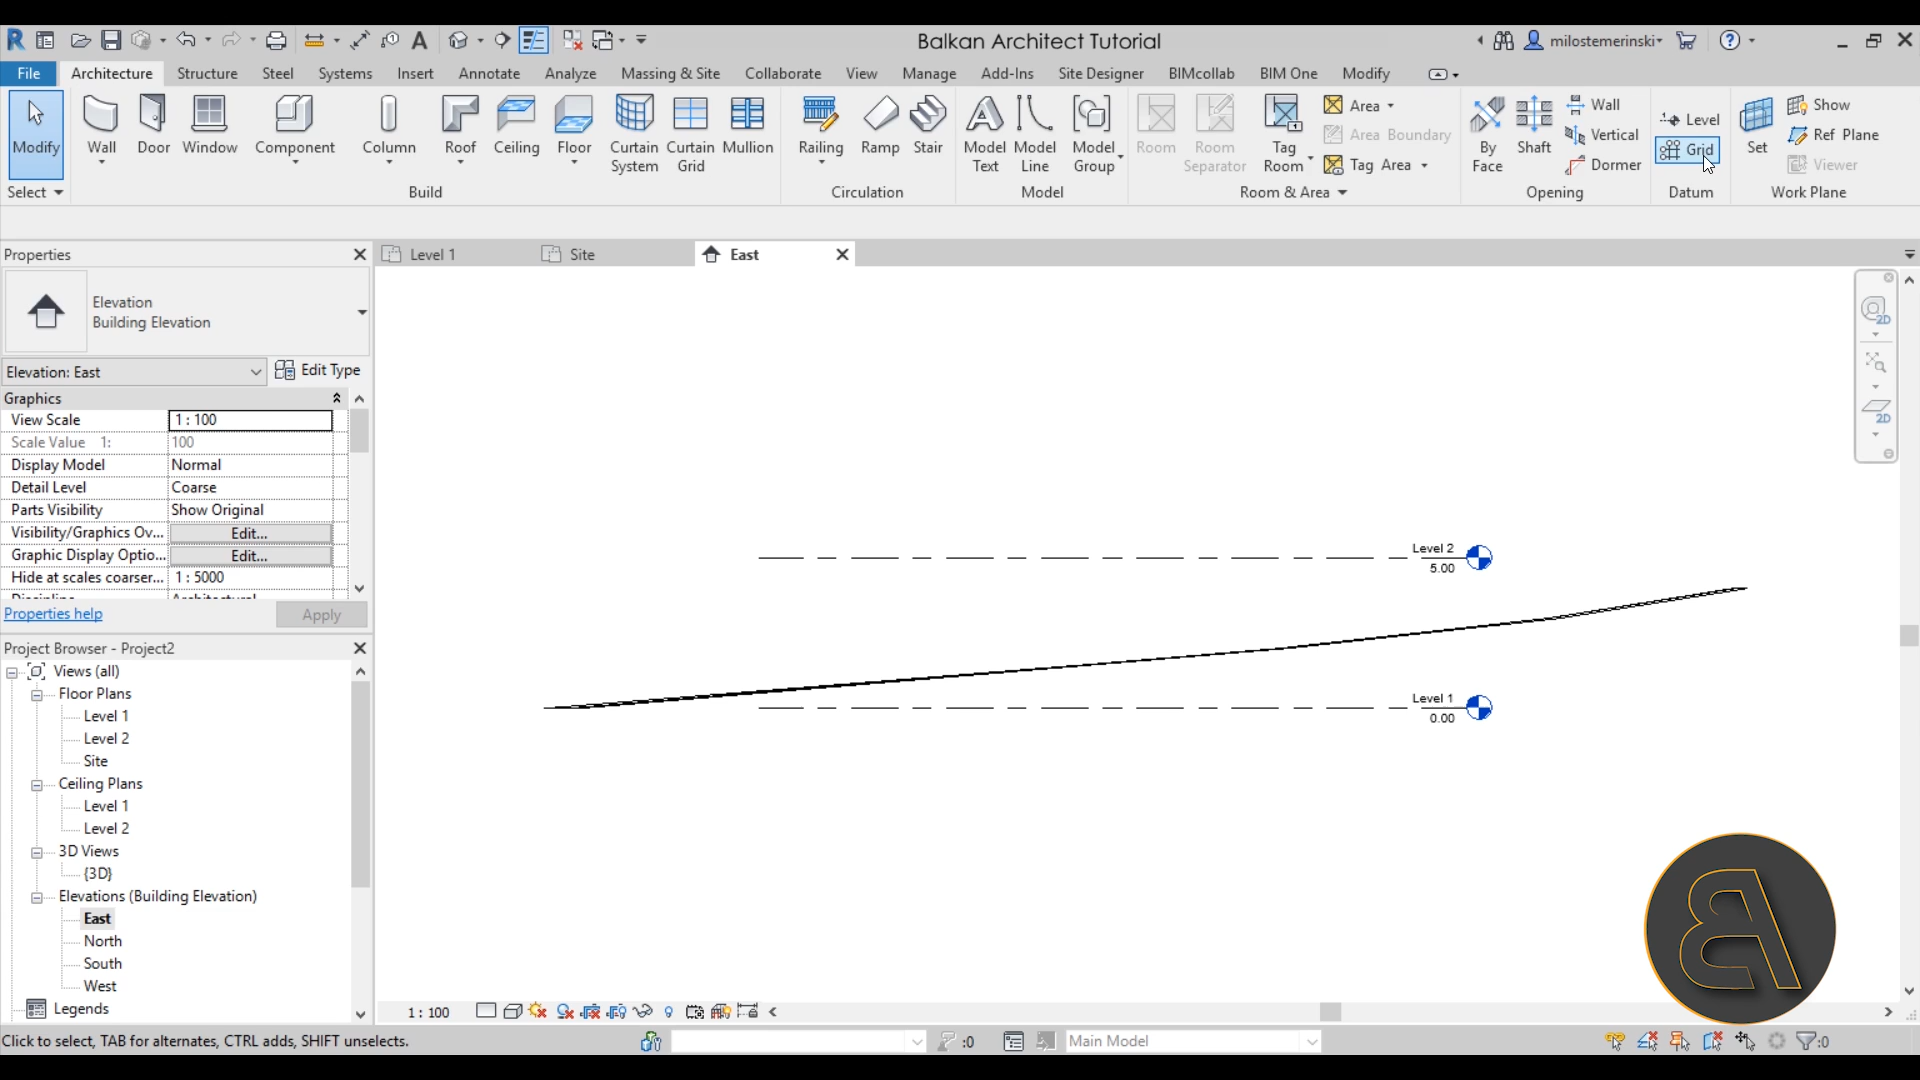 Balkan Architect Tutorial
milostemerinski
File Architecture Structure Steel Systems Insert Annotate Analyze Massing & Site Collaborate View Manage Add-Ins Site Designer BIMcollab BIM One Modify
Modify
Wall
Door
Window
Component
Column
Roof
Ceiling
Floor
Curtain System
Curtain Grid
Mullion
Railing
Ramp
Stair
Model Text
Model Line
Model Group
Room
Room Separator
Tag Room
Area
Area Boundary
Tag Area
By Face
Shaft
Wall
Vertical
Dormer
Level
Grid
Set
Show
Ref Plane
Viewer
Select Build Circulation Model Room & Area Opening Datum Work Plane
Properties
Level 1 Site East
Elevation
Building Elevation
Elevation: East Edit Type
Graphics
View Scale 1 : 100
Scale Value 1: 100
Display Model Normal
Detail Level Coarse
Parts Visibility Show Original
Visibility/Graphics Ov... Edit...
Graphic Display Optio... Edit...
Hide at scales coarser... 1 : 5000
Properties help Apply
Project Browser - Project2
Views (all)
Floor Plans
Level 1
Level 2
Site
Ceiling Plans
Level 1
Level 2
3D Views
{3D}
Elevations (Building Elevation)
East
North
South
West
Legends
Level 2
5.00
Level 1
0.00
2D
2D
1 : 100
Click to select, TAB for alternates, CTRL adds, SHIFT unselects.
:0
Main Model
:0